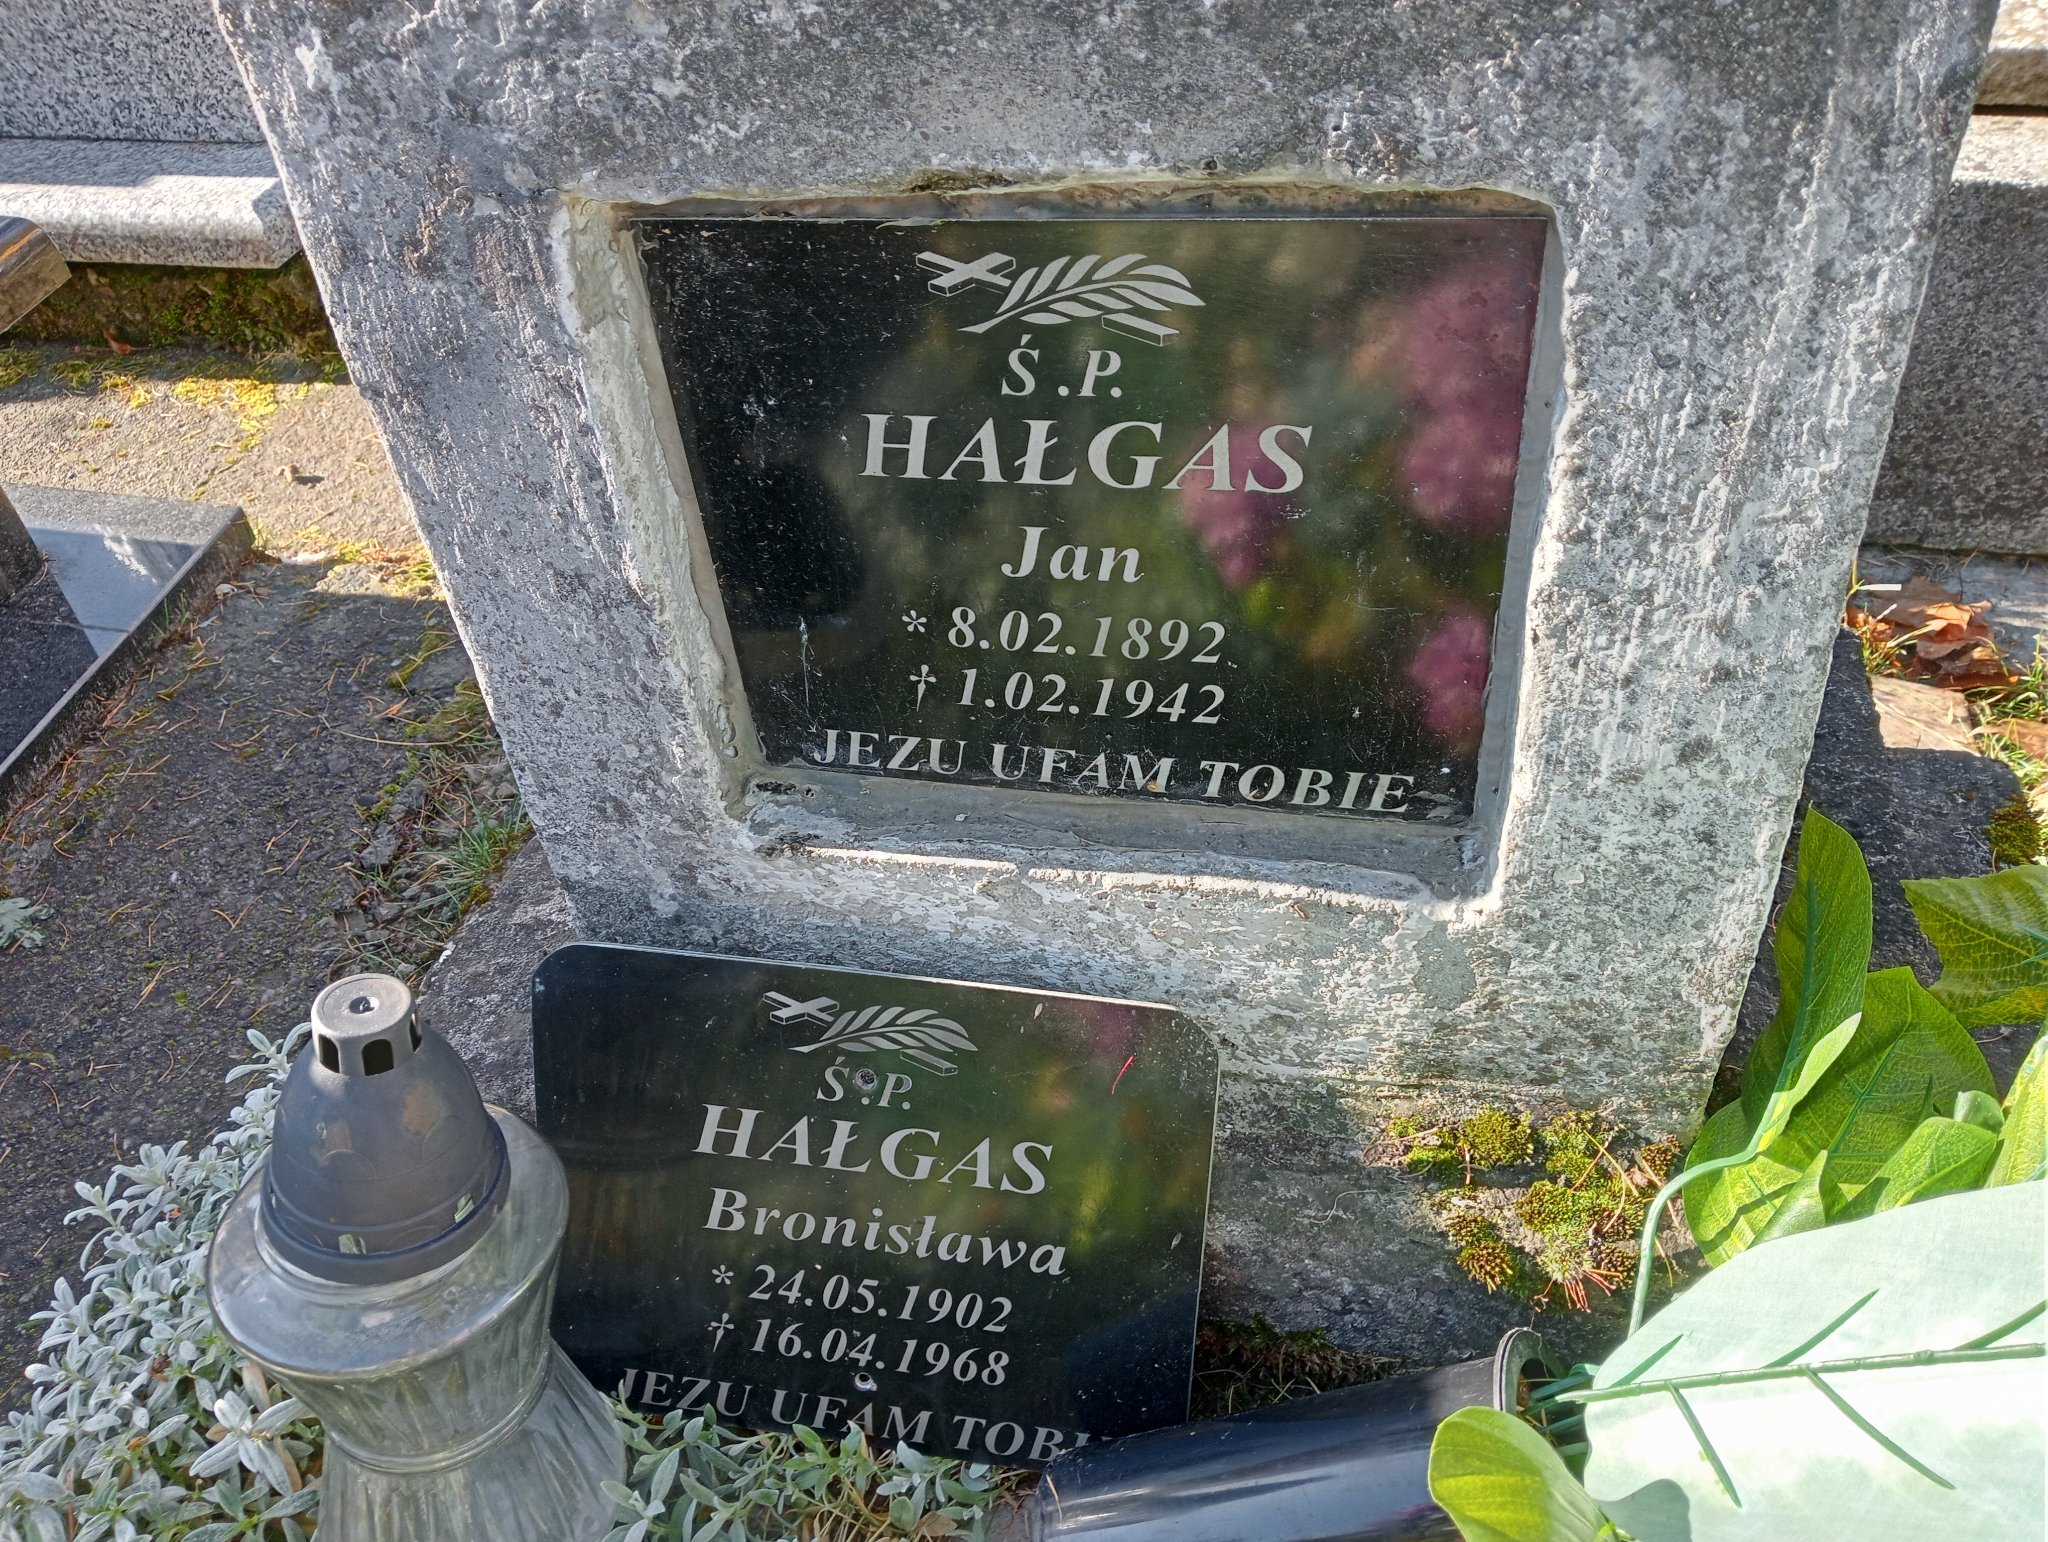 Ś.P.
HAŁGAS
Jan
* 8.02.1892
† 1.02.1942
JEZU UFAM TOBIE
Ś.P.
HAŁGAS
Bronisława
* 24.05.1902
† 16.04.1968
JEZU UFAM TOBIE